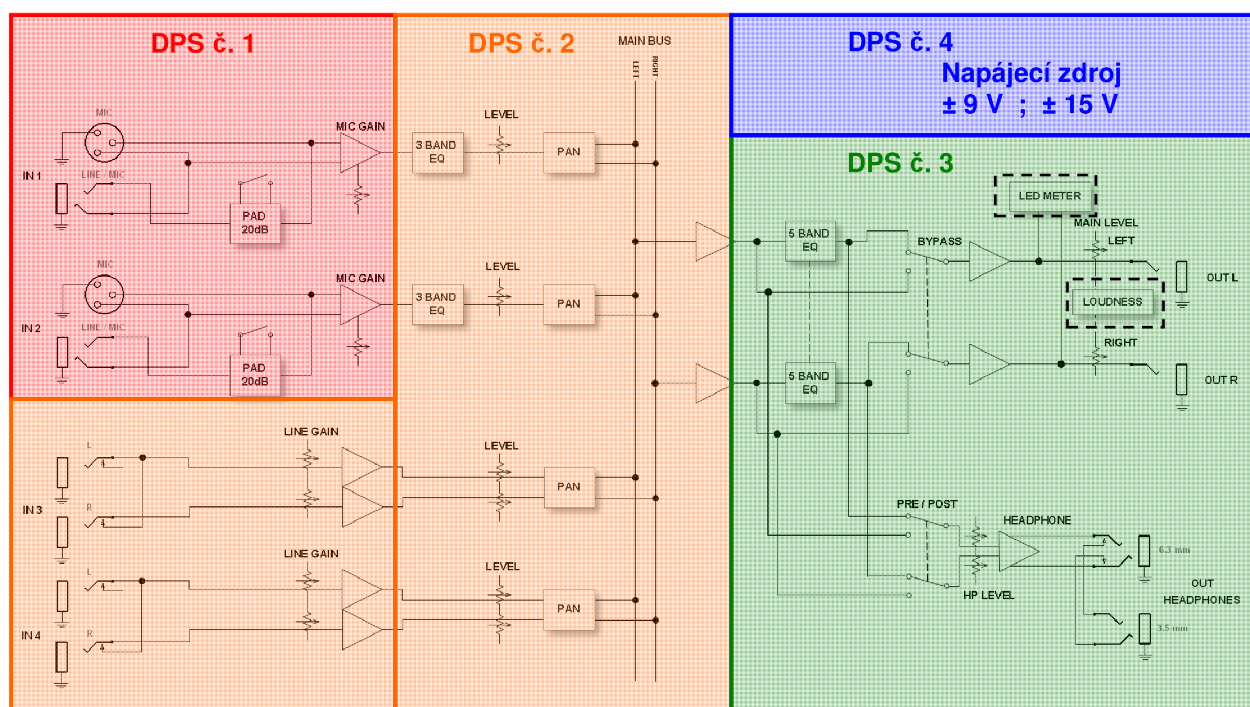 DPS č. 1
MIC
MIC GAIN
IN 1
LINE / MIC
PAD
20dB
MIC
MIC GAIN
IN 2
LINE / MIC
PAD
20dB
DPS č. 2
MAIN BUS
LEFT
RIGHT
LEVEL
3 BAND
EQ
PAN
LEVEL
3 BAND
EQ
PAN
LINE GAIN
L
IN 3
R
LEVEL
PAN
LINE GAIN
L
IN 4
R
LEVEL
PAN
DPS č. 4
Napájecí zdroj
± 9 V ; ± 15 V
DPS č. 3
LED METER
MAIN LEVEL
LEFT
5 BAND
EQ
BYPASS
OUT L
LOUDNESS
RIGHT
5 BAND
EQ
OUT R
PRE / POST
HEADPHONE
6.3 mm
HP LEVEL
OUT
HEADPHONES
3.5 mm